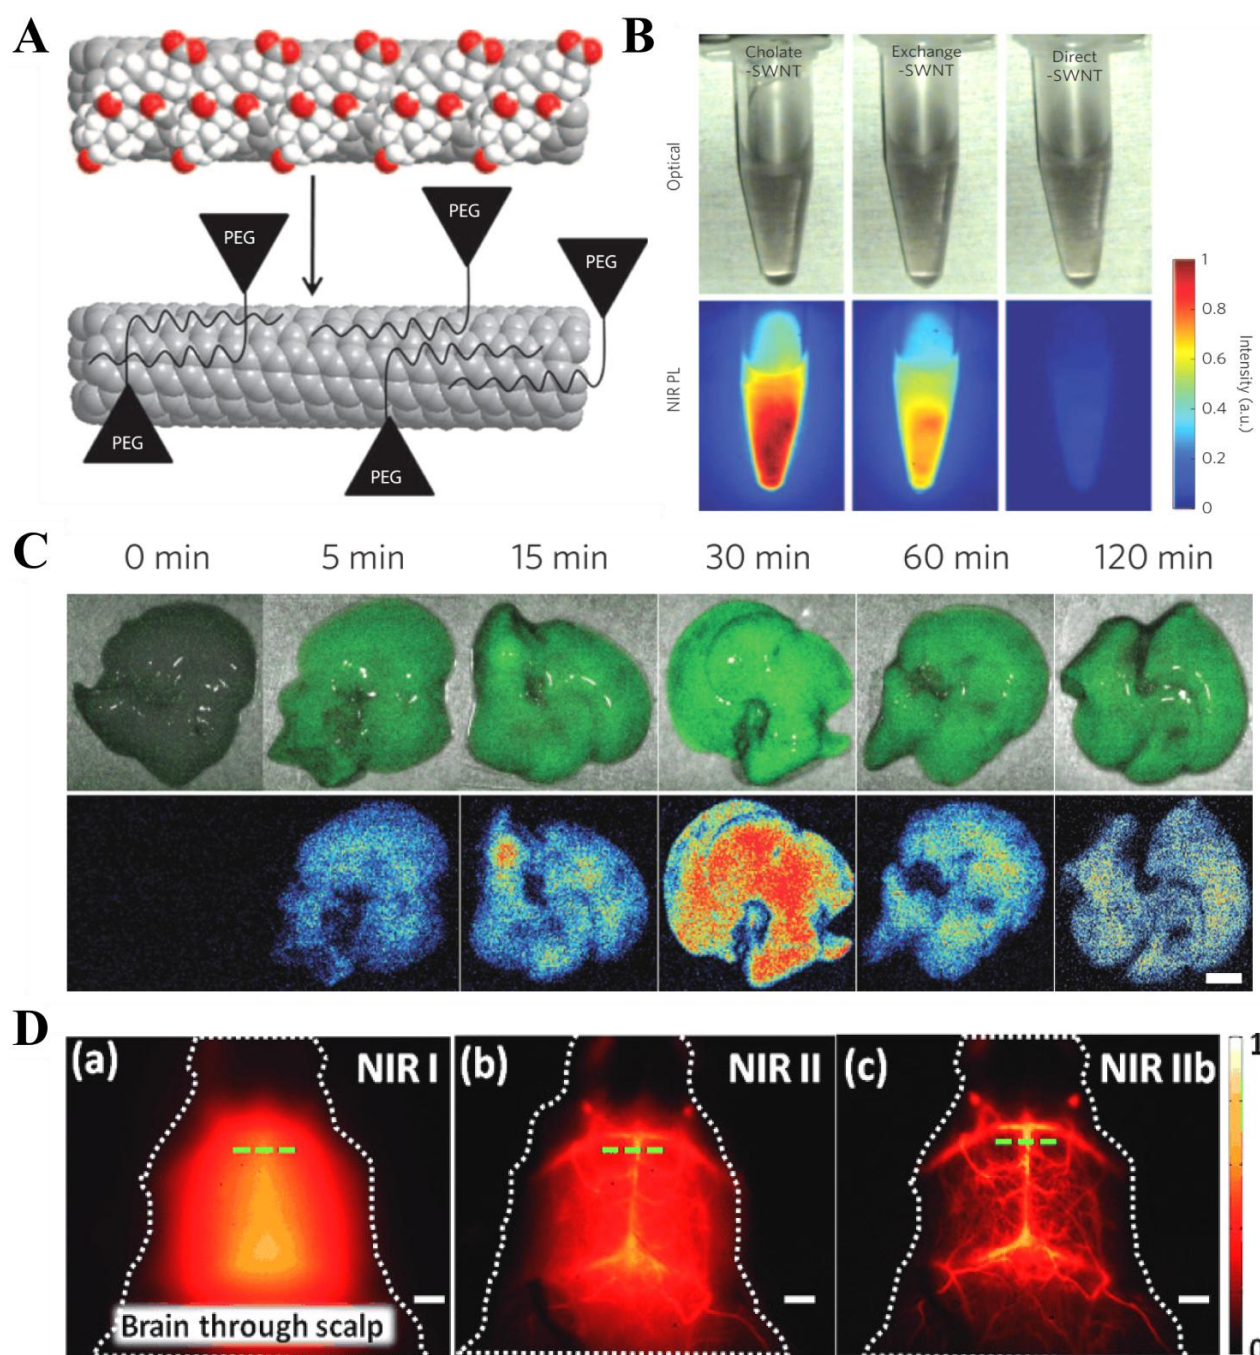 A
PEG
PEG
PEG
PEG
PEG
B
Cholate
-SWNT
Exchange
-SWNT
Direct
-SWNT
Optical
NIR PL
1
0.8
0.6
0.4
0.2
0
Intensity (a.u.)
C
0 min
5 min
15 min
30 min
60 min
120 min
D
(a)
NIR I
(b)
NIR II
(c)
NIR IIb
1
0
Brain through scalp